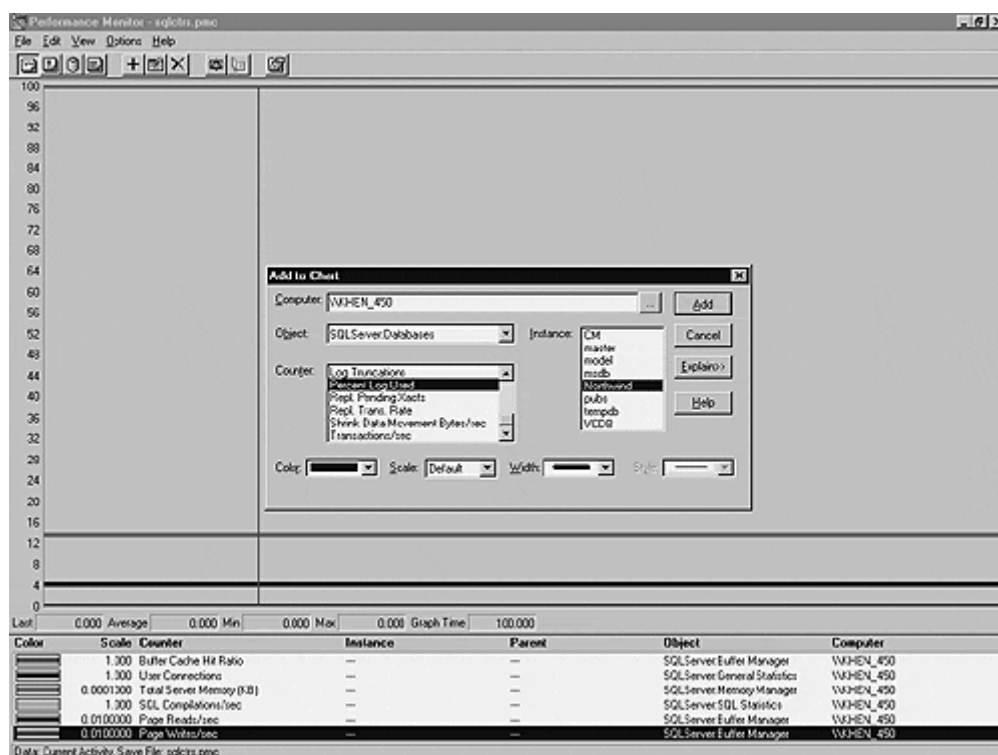 Performance Monitor - sqlctrs.pmc
File Edit View Options Help
100
96
92
88
84
80
76
72
68
64
60
56
52
48
44
40
36
32
28
24
20
16
12
8
4
0
Add to Chart
Computer: \\KHEN_450 ... Add
Object: SQLServer:Databases Instance: CM Cancel
master
model
Counter: Log Truncations msdb Explain>>
Percent Log Used Northwind
Repl. Pending Xacts pubs Help
Repl. Trans. Rate tempdb
Shrink Data Movement Bytes/sec VCDB
Transactions/sec
Color: Scale: Default Width: Style:
Last 0.000 Average 0.000 Min 0.000 Max 0.000 Graph Time 100.000
Color Scale Counter Instance Parent Object Computer
1.000 Buffer Cache Hit Ratio --- --- SQLServer:Buffer Manager \\KHEN_450
1.000 User Connections --- --- SQLServer:General Statistics \\KHEN_450
0.0001000 Total Server Memory (KB) --- --- SQLServer:Memory Manager \\KHEN_450
1.000 SQL Compilations/sec --- --- SQLServer:SQL Statistics \\KHEN_450
0.0100000 Page Reads/sec --- --- SQLServer:Buffer Manager \\KHEN_450
0.0100000 Page Writes/sec --- --- SQLServer:Buffer Manager \\KHEN_450
Data: Current Activity, Save File: sqlctrs.pmc